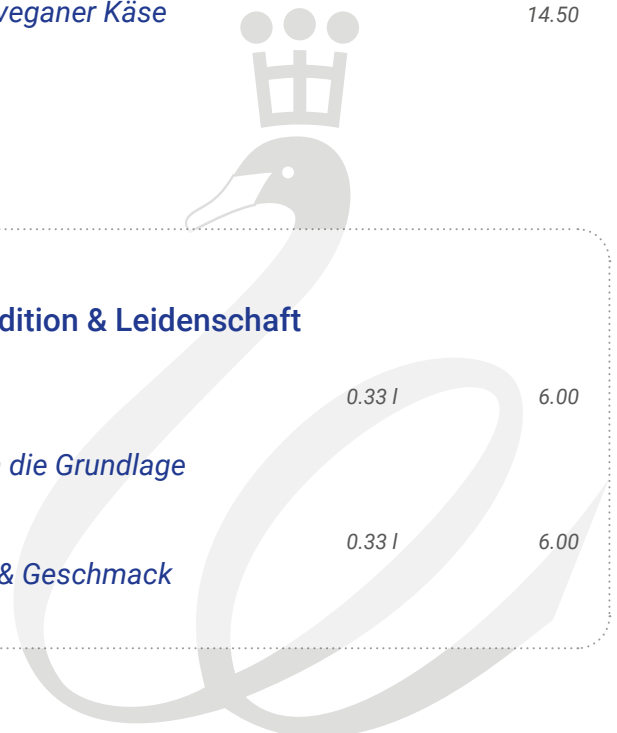 veganer Käse 14.50
dition & Leidenschaft
0.33 l 6.00
die Grundlage
0.33 l 6.00
& Geschmack